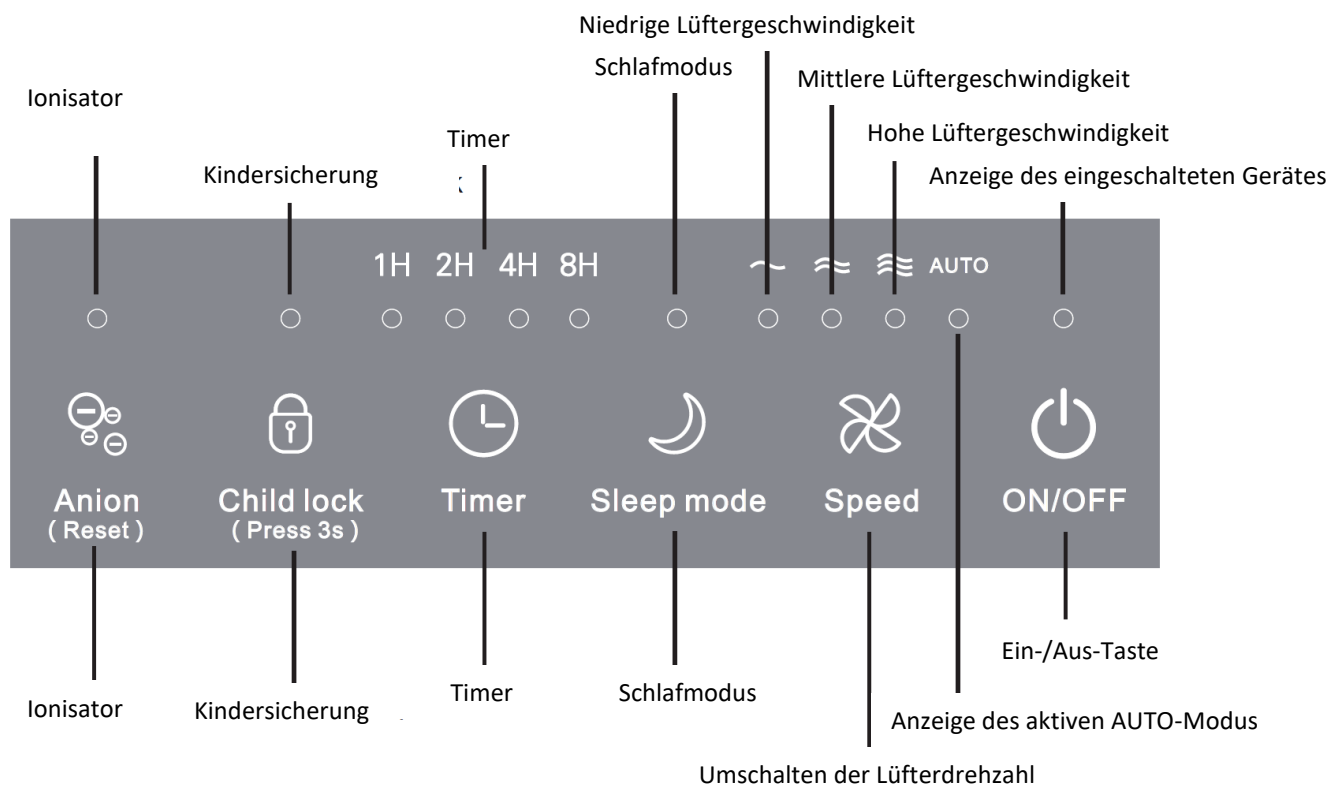 Niedrige Lüftergeschwindigkeit
Schlafmodus
Mittlere Lüftergeschwindigkeit
Ionisator
Timer
Hohe Lüftergeschwindigkeit
Kindersicherung
Anzeige des eingeschalteten Gerätes
1H 2H 4H 8H
AUTO
Anion
( Reset )
Child lock
( Press 3s )
Timer
Sleep mode
Speed
ON/OFF
Ein-/Aus-Taste
Ionisator
Kindersicherung
Timer
Schlafmodus
Anzeige des aktiven AUTO-Modus
Umschalten der Lüfterdrehzahl